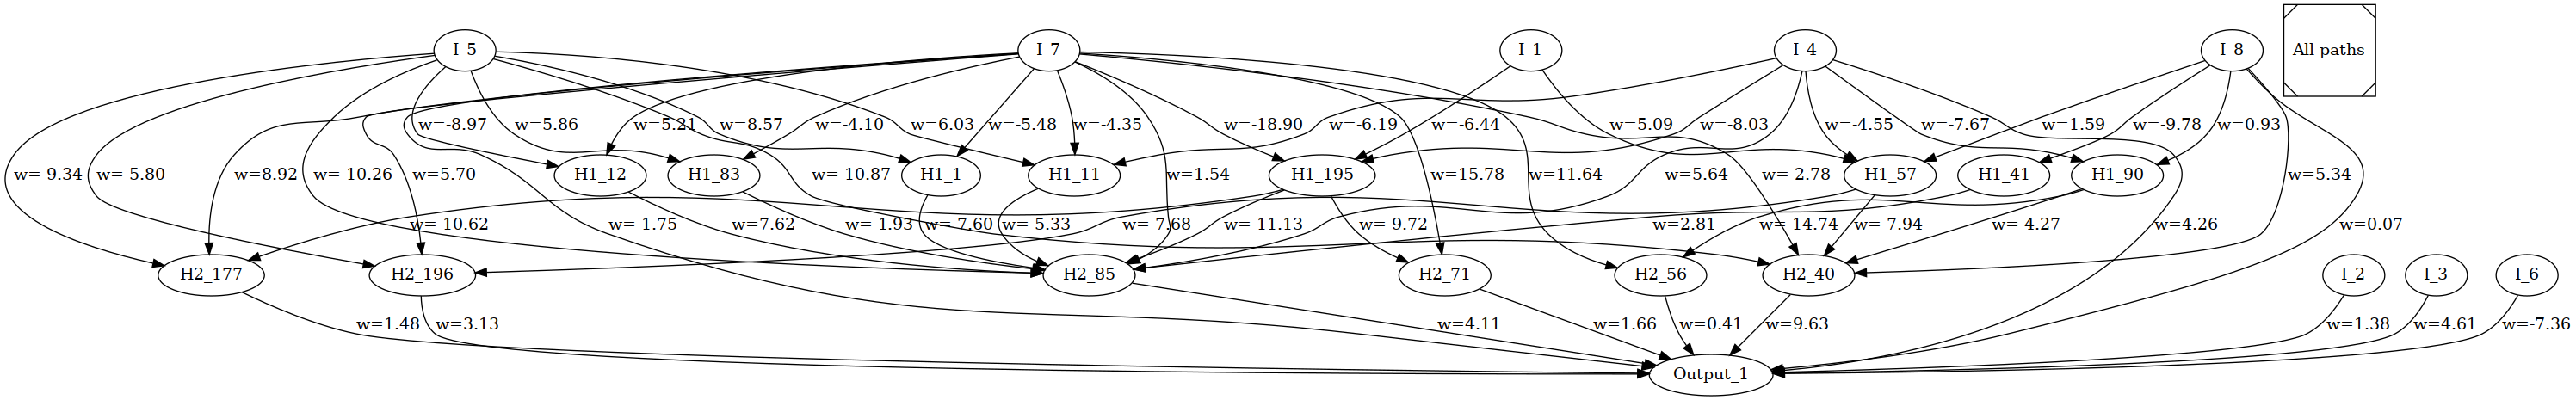 I_5 I_7 I_1 I_4 I_8 All paths
w=-8.97 w=5.86 w=5.21 w=8.57 w=-4.10 w=6.03 w=-5.48 w=-4.35 w=-18.90 w=-6.19 w=-6.44 w=5.09 w=-8.03 w=-4.55 w=-7.67 w=1.59 w=-9.78 w=0.93
w=-9.34 w=-5.80 w=8.92 w=-10.26 w=5.70 H1_12 H1_83 w=-10.87 H1_1 H1_11 w=1.54 H1_195 w=15.78 w=11.64 w=5.64 w=-2.78 H1_57 H1_41 H1_90 w=5.34
w=-10.62 w=-1.75 w=7.62 w=-1.93 w=-7.60 w=-5.33 w=-7.68 w=-11.13 w=-9.72 w=2.81 w=-14.74 w=-7.94 w=-4.27 w=4.26 w=0.07
H2_177 H2_196 H2_85 H2_71 H2_56 H2_40 I_2 I_3 I_6
w=1.48 w=3.13 w=4.11 w=1.66 w=0.41 w=9.63 w=1.38 w=4.61 w=-7.36
Output_1